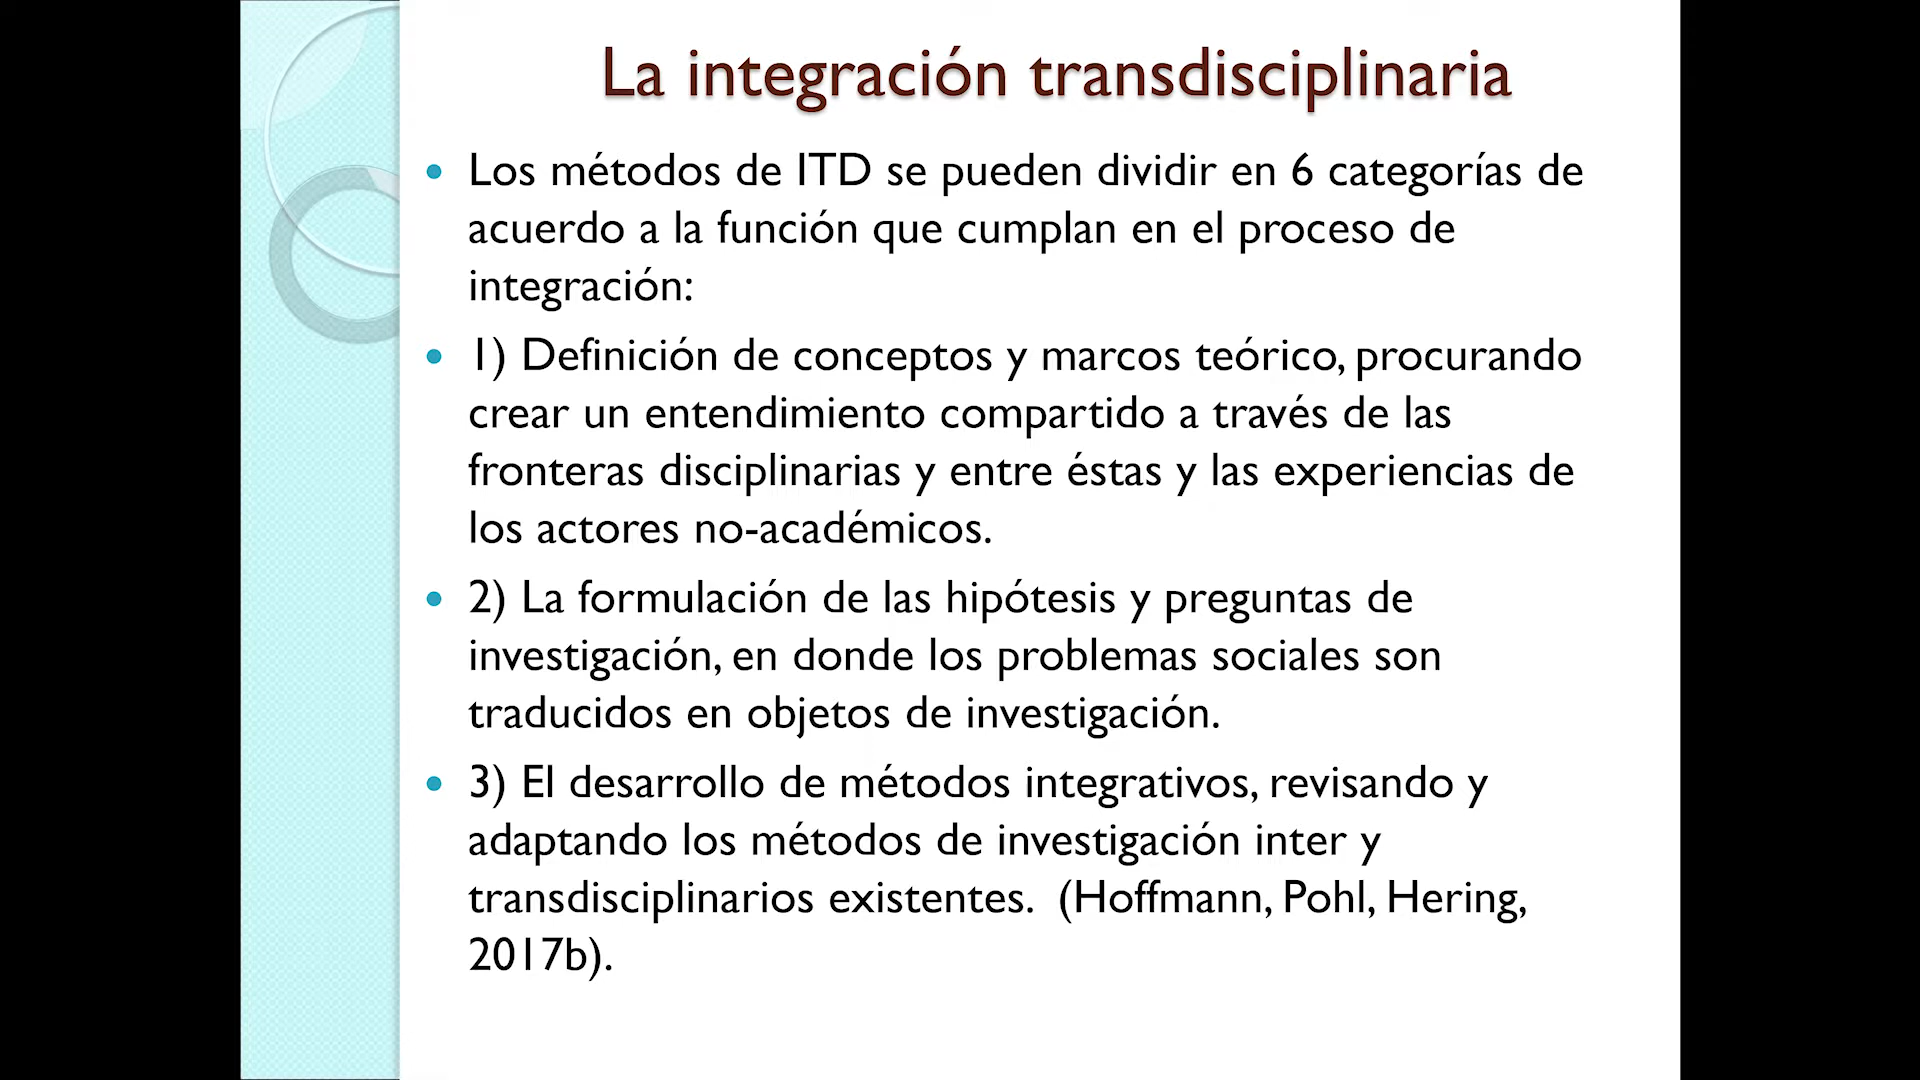 La integración transdisciplinaria
Los métodos de ITD se pueden dividir en 6 categorías de
acuerdo a la función que cumplan en el proceso de
integración:
1) Definición de conceptos y marcos teórico, procurando
crear un entendimiento compartido a través de las
fronteras disciplinarias y entre éstas y las experiencias de
los actores no-académicos.
2) La formulación de las hipótesis y preguntas de
investigación, en donde los problemas sociales son
traducidos en objetos de investigación.
3) El desarrollo de métodos integrativos, revisando y
adaptando los métodos de investigación inter y
transdisciplinarios existentes.  (Hoffmann, Pohl, Hering,
2017b).